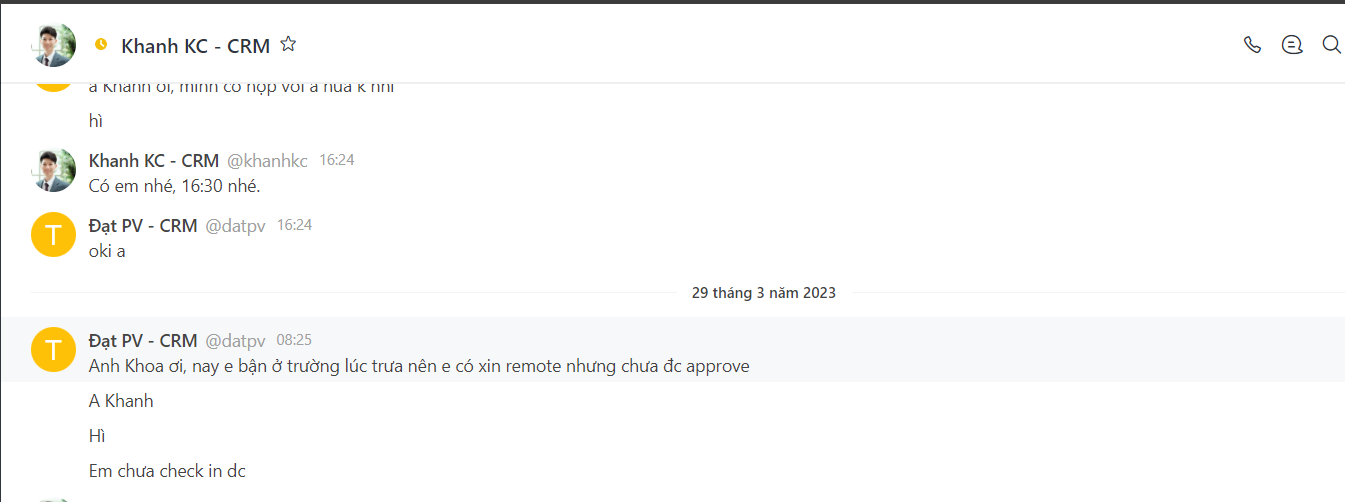 Khanh KC - CRM
a Khanh ơi, mình có họp với a nữa k nhỉ
hì
Khanh KC - CRM @khanhkc 16:24
Có em nhé, 16:30 nhé.
T
Đạt PV - CRM @datpv 16:24
oki a
29 tháng 3 năm 2023
T
Đạt PV - CRM @datpv 08:25
Anh Khoa ơi, nay e bận ở trường lúc trưa nên e có xin remote nhưng chưa đc approve
A Khanh
Hì
Em chưa check in dc